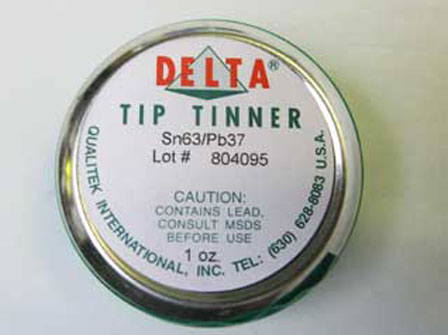 DELTA®
TIP TINNER
Sn63/Pb37
Lot # 804095
CAUTION:
CONTAINS LEAD,
CONSULT MSDS
BEFORE USE
1 oz.
QUALITEK INTERNATIONAL, INC. TEL: (630) 628-8083 U.S.A.